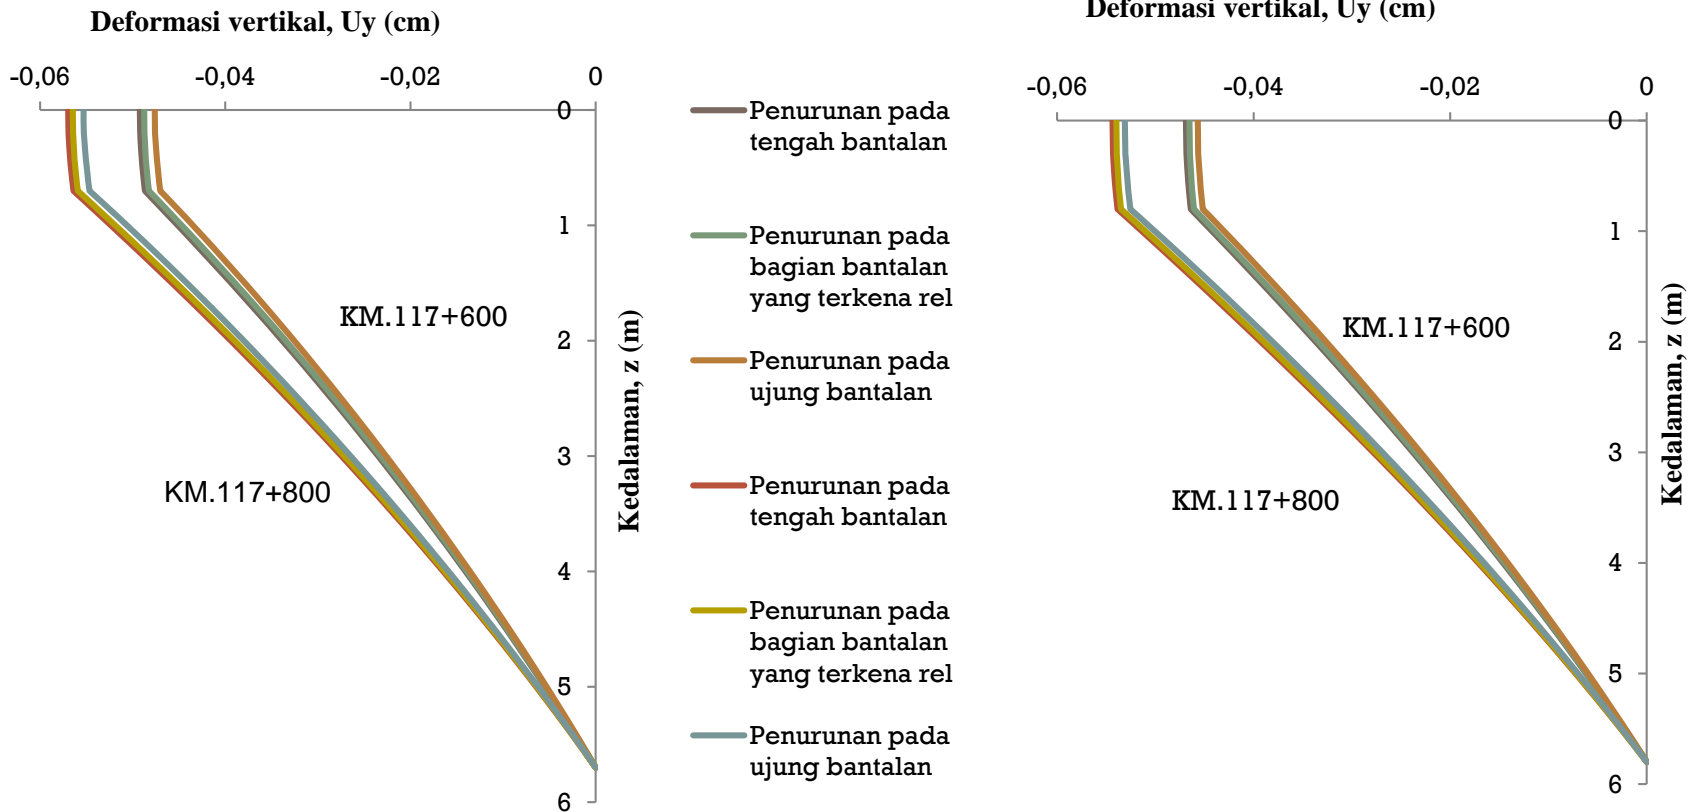 Deformasi vertikal, Uy (cm)
-0,06 -0,04 -0,02 0
0
1
2
3
4
5
6
Kedalaman, z (m)
KM.117+600
KM.117+800
Penurunan pada
tengah bantalan
Penurunan pada
bagian bantalan
yang terkena rel
Penurunan pada
ujung bantalan
Penurunan pada
tengah bantalan
Penurunan pada
bagian bantalan
yang terkena rel
Penurunan pada
ujung bantalan
Deformasi vertikal, Uy (cm)
-0,06 -0,04 -0,02 0
0
1
2
3
4
5
6
Kedalaman, z (m)
KM.117+600
KM.117+800